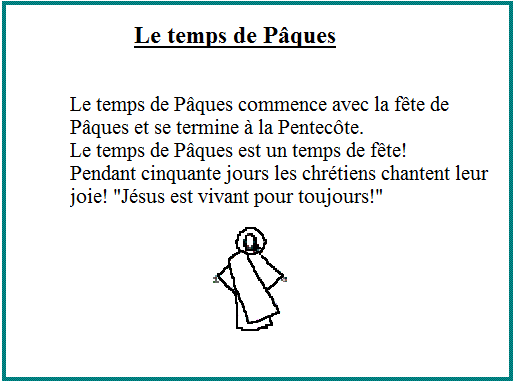 Le temps de Pâques
Le temps de Pâques commence avec la fête de
Pâques et se termine à la Pentecôte.
Le temps de Pâques est un temps de fête!
Pendant cinquante jours les chrétiens chantent leur
joie! "Jésus est vivant pour toujours!"